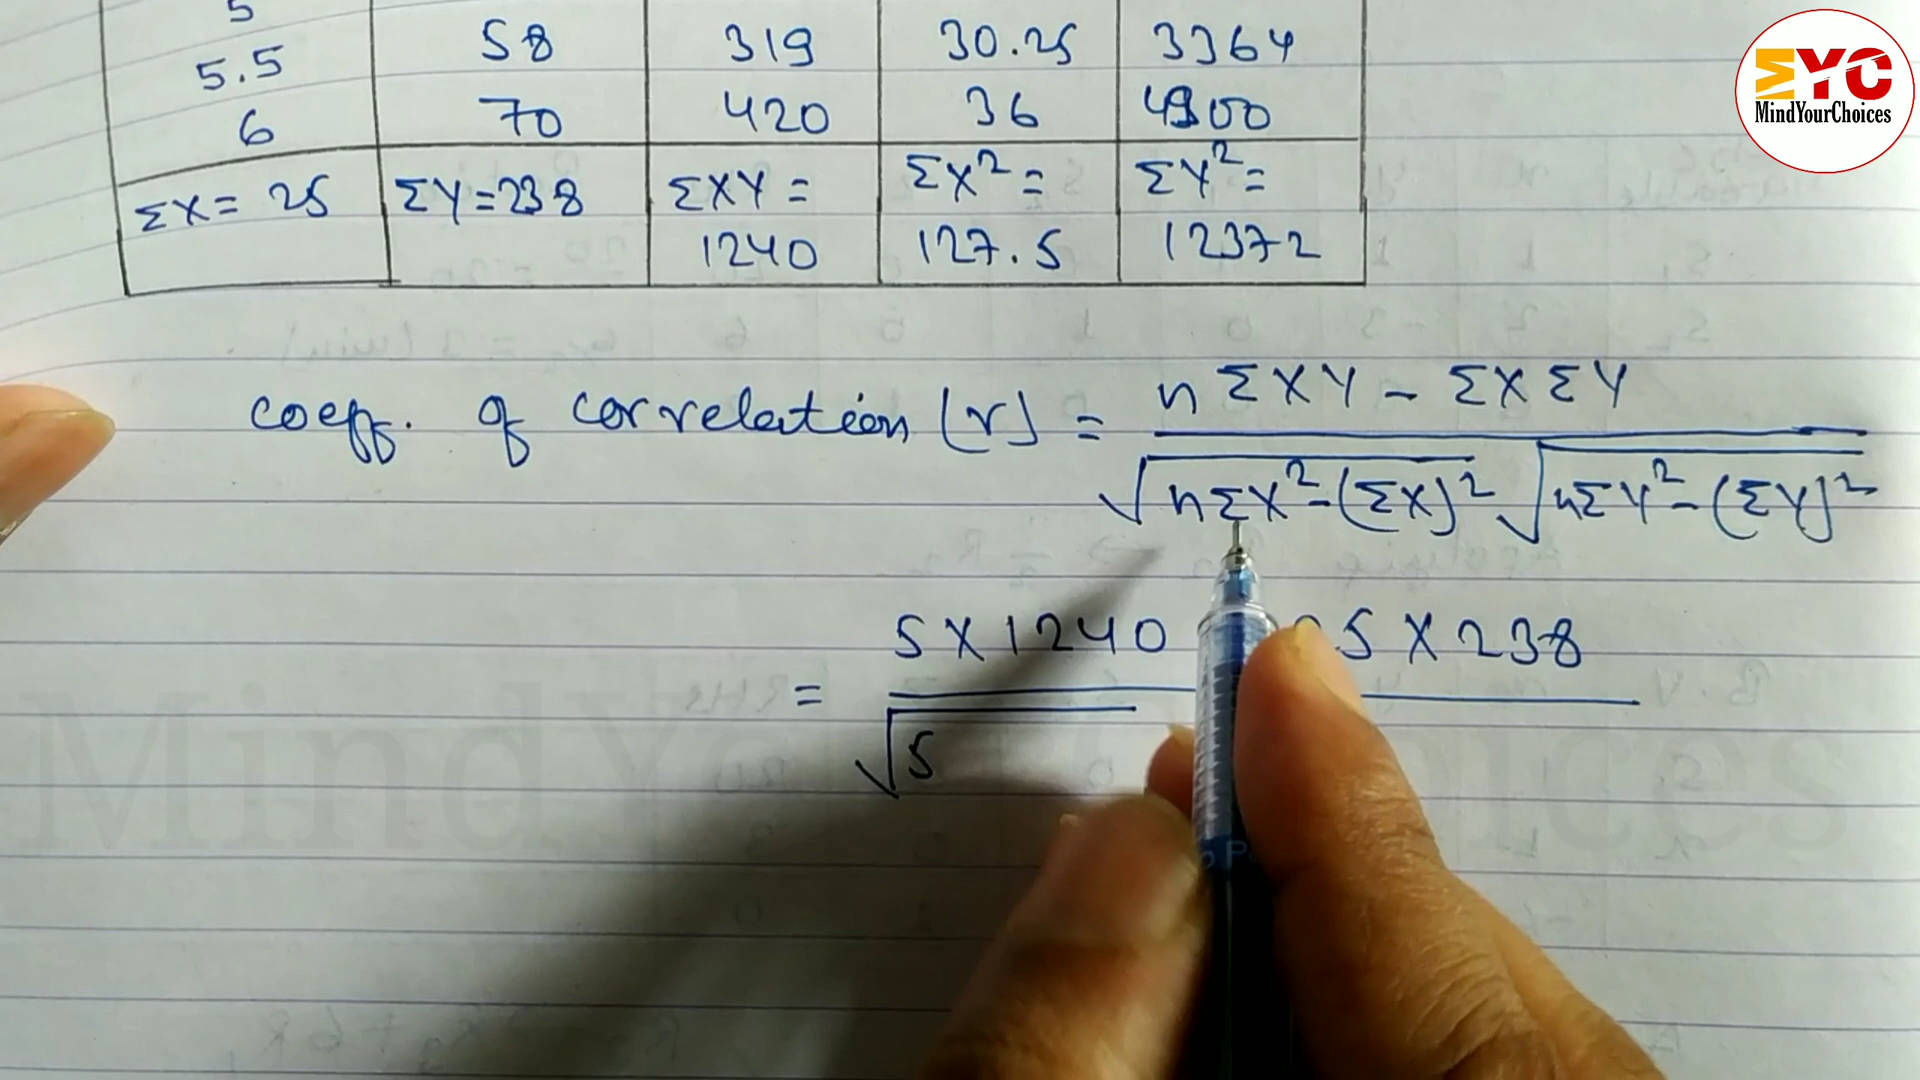 5
5.5 58 319 30.25 3364
6 70 420 36 4900
ΣX = 25 ΣY = 238 ΣXY = ΣX² = ΣY² =
1240 127.5 12372
coeff. of correlation (r) = nΣXY - ΣXΣY
√nΣX² - (ΣX)² √nΣY² - (ΣY)²
= 5 X 1240 5 X 238
√5
MYC
MindYourChoices
MindYourChoices